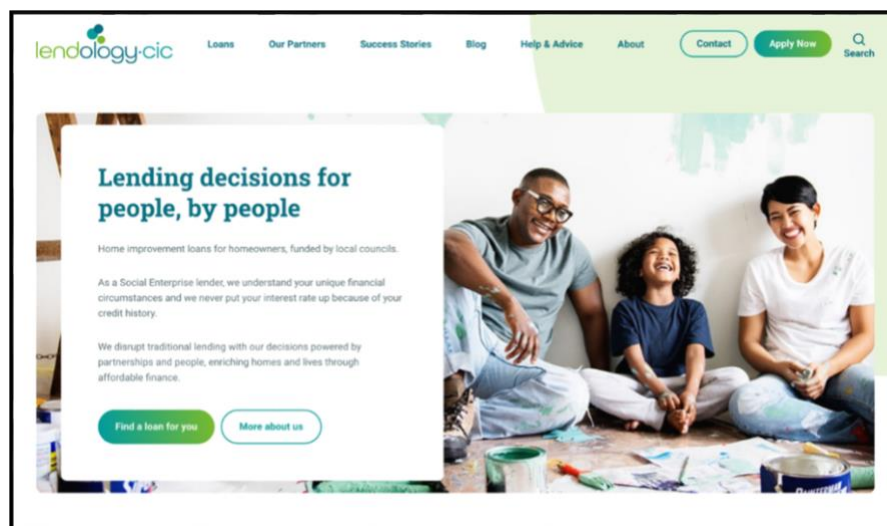 lendology·cic
Loans
Our Partners
Success Stories
Blog
Help & Advice
About
Contact
Apply Now
Search
Lending decisions for
people, by people
Home improvement loans for homeowners, funded by local councils.
As a Social Enterprise lender, we understand your unique financial
circumstances and we never put your interest rate up because of your
credit history.
We disrupt traditional lending with our decisions powered by
partnerships and people, enriching homes and lives through
affordable finance.
Find a loan for you
More about us